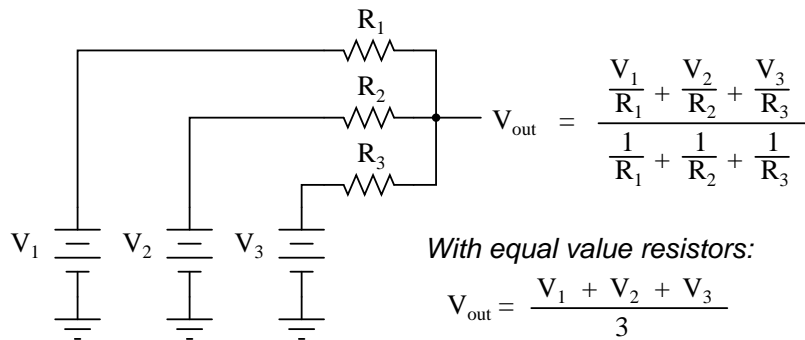 R1
R2
R3
V1
V2
V3
Vout = (V1/R1 + V2/R2 + V3/R3) / (1/R1 + 1/R2 + 1/R3)
With equal value resistors:
Vout = (V1 + V2 + V3) / 3